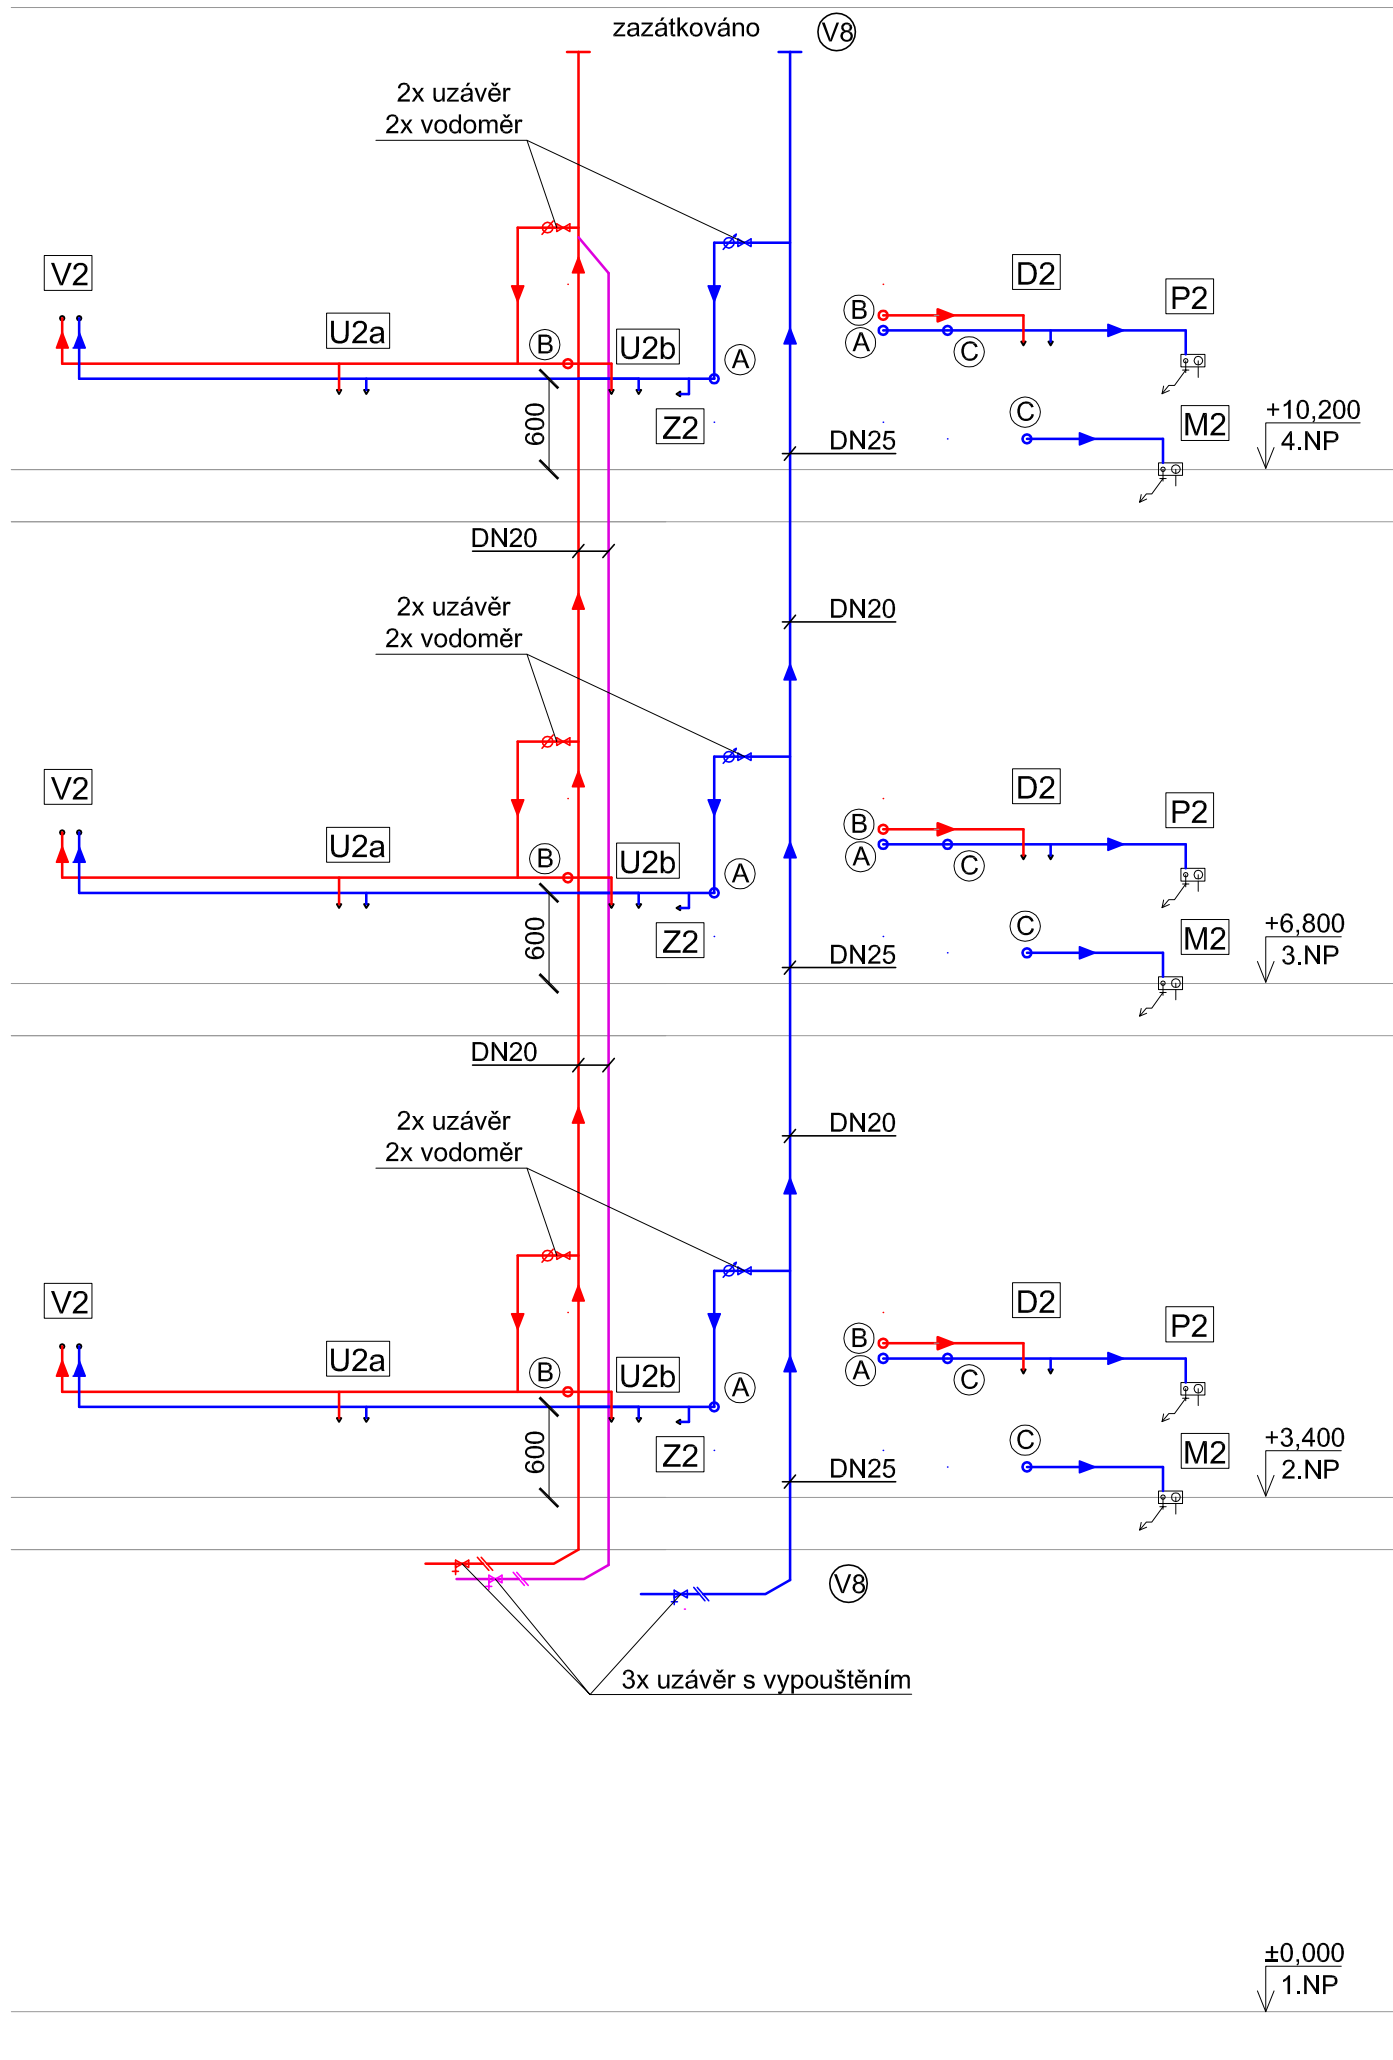 zazátkováno
V8
2x uzávěr
2x vodoměr
V2
U2a
B
U2b
A
Z2
600
DN25
B
A
C
D2
P2
C
M2
+10,200
4.NP
DN20
DN20
2x uzávěr
2x vodoměr
V2
U2a
B
U2b
A
Z2
600
DN25
B
A
C
D2
P2
C
M2
+6,800
3.NP
DN20
DN20
2x uzávěr
2x vodoměr
V2
U2a
B
U2b
A
Z2
600
DN25
B
A
C
D2
P2
C
M2
+3,400
2.NP
V8
3x uzávěr s vypouštěním
±0,000
1.NP